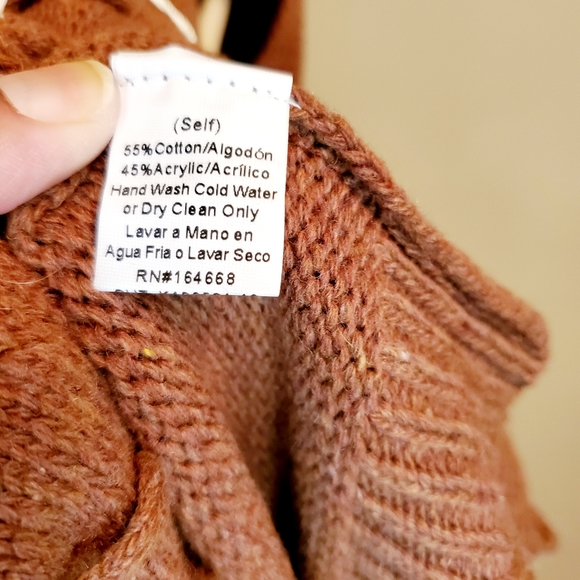 (Self)
55% Cotton/Algodón
45% Acrylic/Acrílico
Hand Wash Cold Water
or Dry Clean Only
Lavar a Mano en
Agua Fria o Lavar Seco
RN#164668